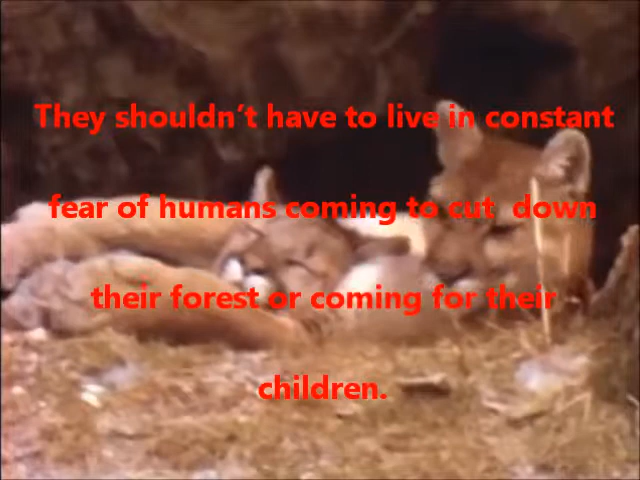 They shouldn’t have to live in constant
fear of humans coming to cut  down
their forest or coming for their
children.